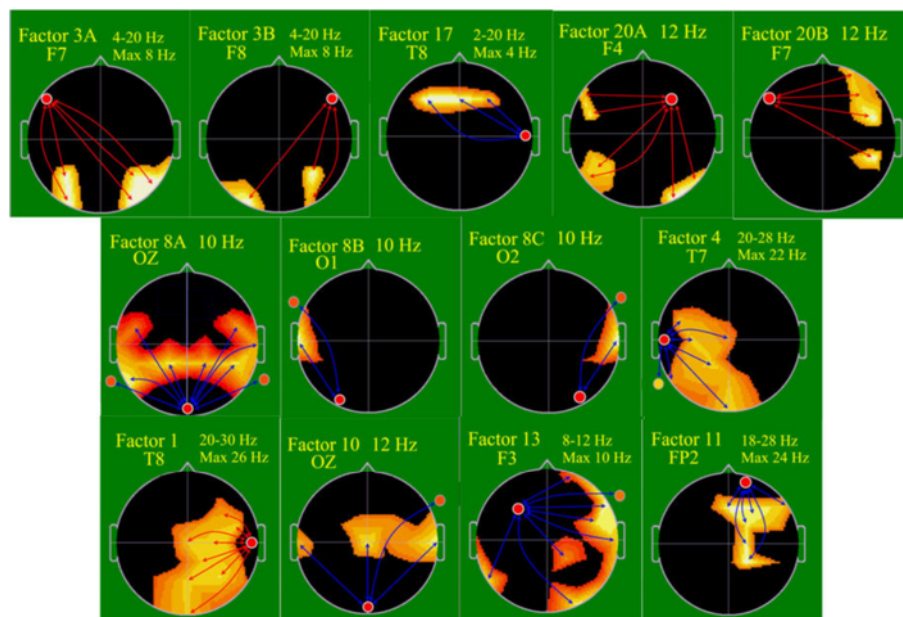 Factor 3A 4-20 Hz
F7 Max 8 Hz
Factor 3B 4-20 Hz
F8 Max 8 Hz
Factor 17 2-20 Hz
T8 Max 4 Hz
Factor 20A 12 Hz
F4
Factor 20B 12 Hz
F7
Factor 8A 10 Hz
OZ
Factor 8B 10 Hz
O1
Factor 8C 10 Hz
O2
Factor 4 20-28 Hz
T7 Max 22 Hz
Factor 1 20-30 Hz
T8 Max 26 Hz
Factor 10 12 Hz
OZ
Factor 13 8-12 Hz
F3 Max 10 Hz
Factor 11 18-28 Hz
FP2 Max 24 Hz